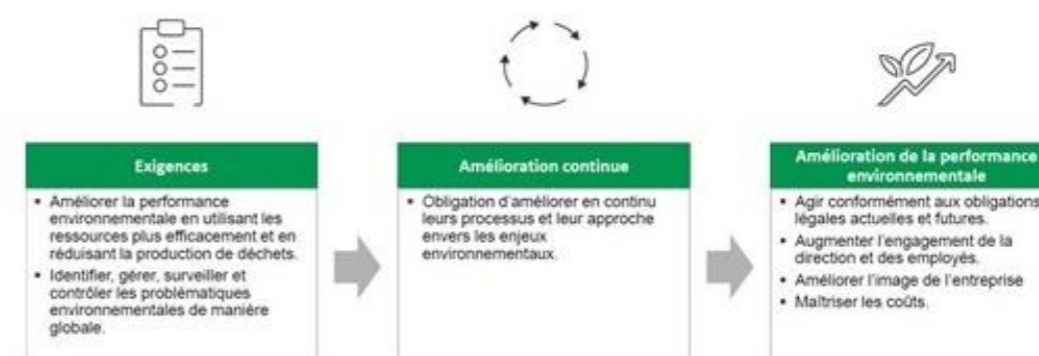 Exigences
• Améliorer la performance
environnementale en utilisant les
ressources plus efficacement et en
réduisant la production de déchets.
• Identifier, gérer, surveiller et
contrôler les problématiques
environnementales de manière
globale.
Amélioration continue
• Obligation d'améliorer en continu
leurs processus et leur approche
envers les enjeux
environnementaux.
Amélioration de la performance
environnementale
• Agir conformément aux obligations
légales actuelles et futures.
• Augmenter l'engagement de la
direction et des employés.
• Améliorer l'image de l'entreprise
• Maîtriser les coûts.